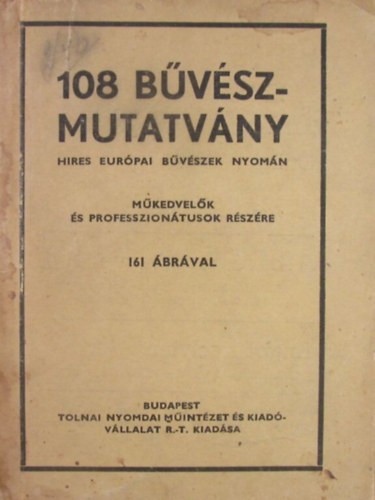 108 BŰVÉSZ-
MUTATVÁNY
HIRES EURÓPAI BŰVÉSZEK NYOMÁN
MŰKEDVELŐK
ÉS PROFESSZIONÁTUSOK RÉSZÉRE
161 ÁBRÁVAL
BUDAPEST
TOLNAI NYOMDAI MŰINTÉZET ÉS KIADÓ-
VÁLLALAT R.-T. KIADÁSA